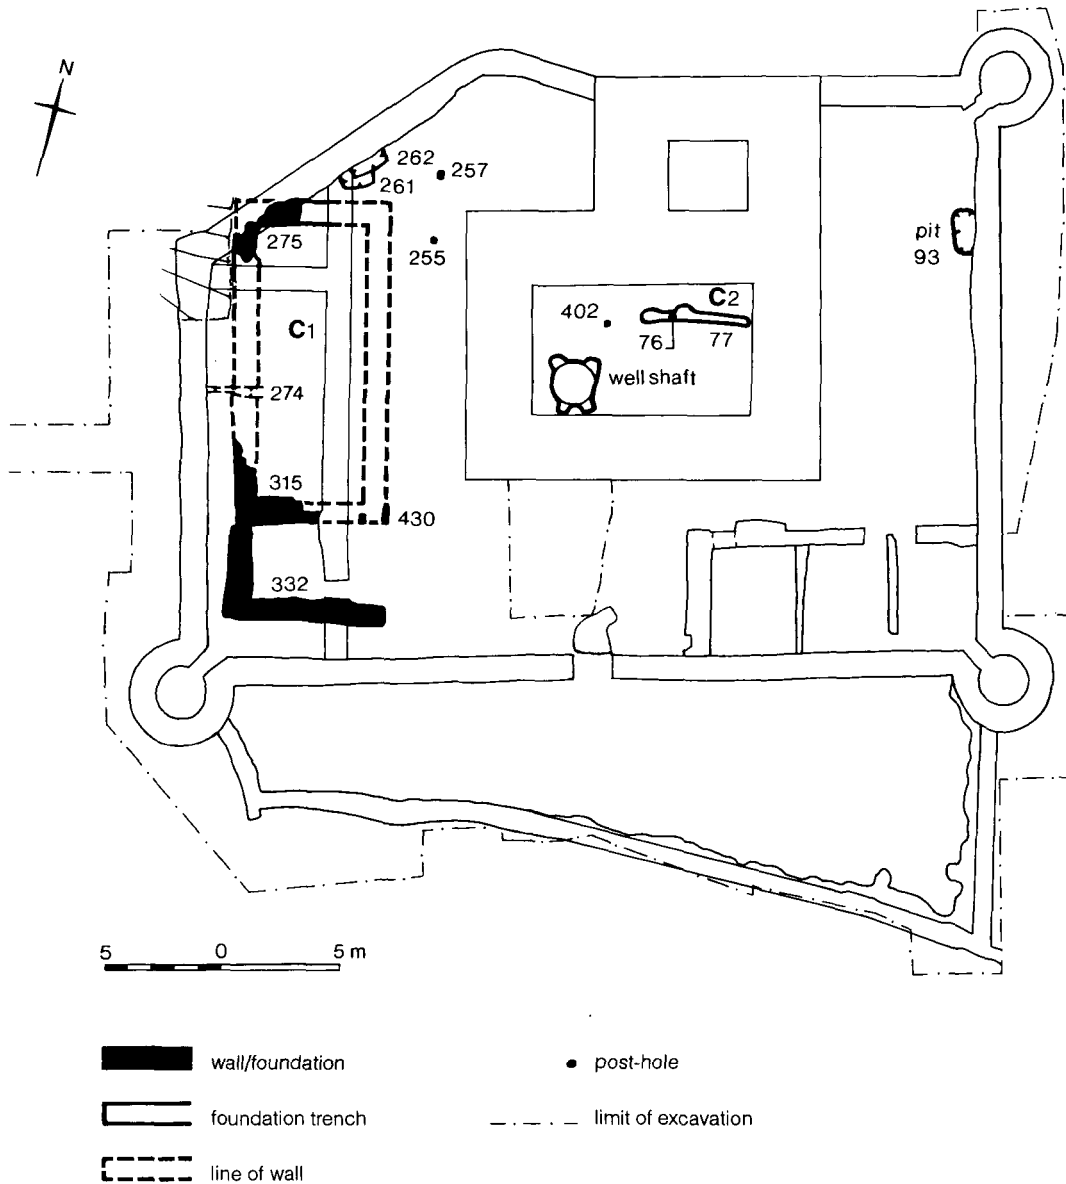 N
262
257
261
275
255
pit
93
C1
402
C2
76
77
well shaft
274
315
430
332
5 0 5 m
wall/foundation
post-hole
foundation trench
limit of excavation
line of wall